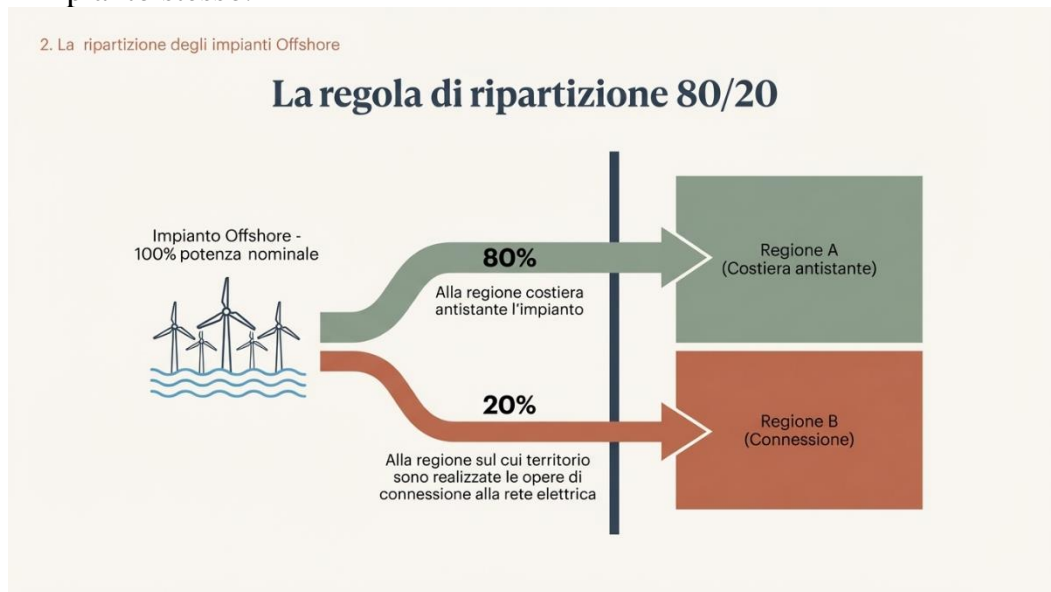 2. La ripartizione degli impianti Offshore
La regola di ripartizione 80/20
Impianto Offshore -
100% potenza nominale
80%
Alla regione costiera
antistante l'impianto
Regione A
(Costiera antistante)
20%
Alla regione sul cui territorio
sono realizzate le opere di
connessione alla rete elettrica
Regione B
(Connessione)